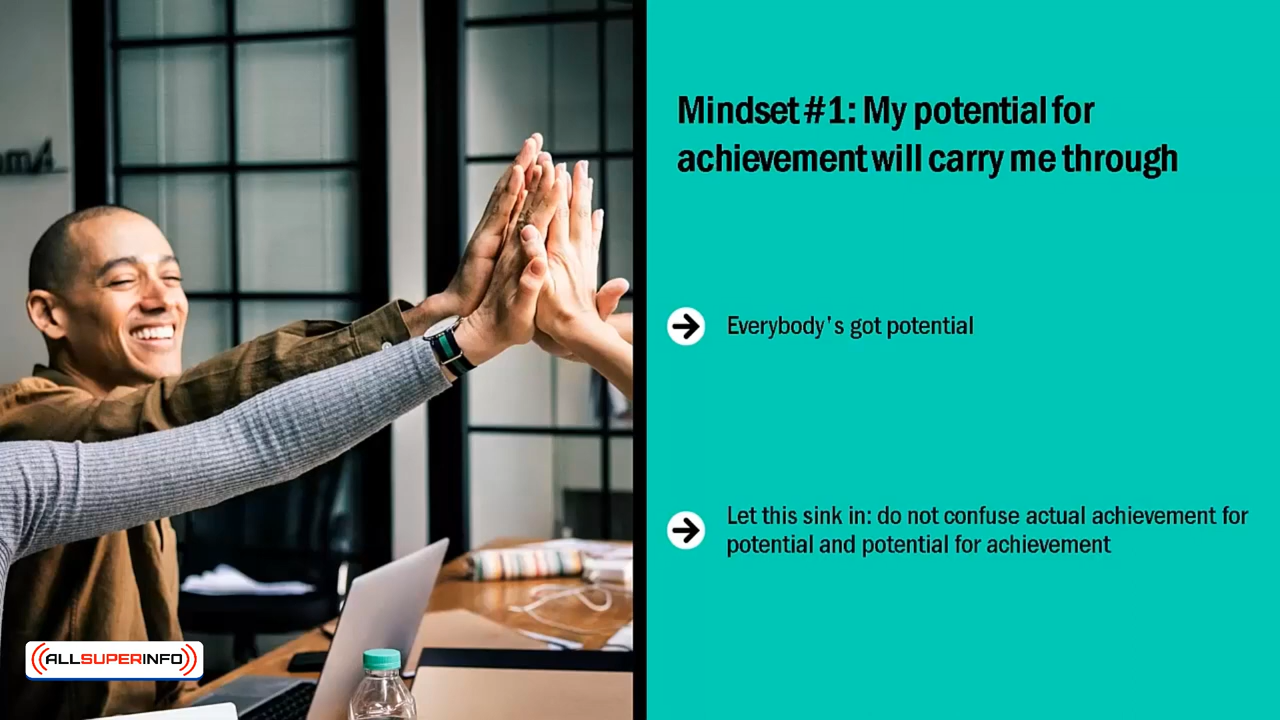 Mindset #1: My potential for
achievement will carry me through
Everybody's got potential
Let this sink in: do not confuse actual achievement for
potential and potential for achievement
ALLSUPERINFO